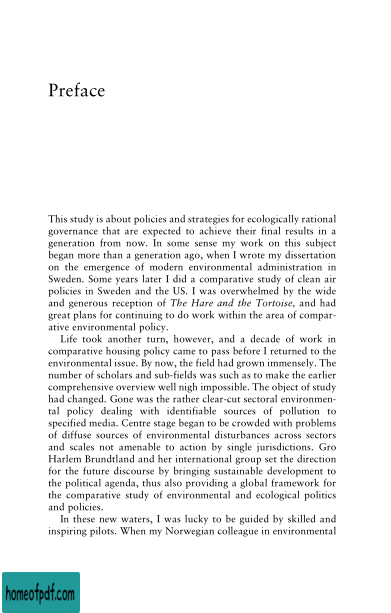 Preface
This study is about policies and strategies for ecologically rational
governance that are expected to achieve their final results in a
generation from now. In some sense my work on this subject
began more than a generation ago, when I wrote my dissertation
on the emergence of modern environmental administration in
Sweden. Some years later I did a comparative study of clean air
policies in Sweden and the US. I was overwhelmed by the wide
and generous reception of The Hare and the Tortoise, and had
great plans for continuing to do work within the area of compar-
ative environmental policy.
Life took another turn, however, and a decade of work in
comparative housing policy came to pass before I returned to the
environmental issue. By now, the field had grown immensely. The
number of scholars and sub-fields was such as to make the earlier
comprehensive overview well nigh impossible. The object of study
had changed. Gone was the rather clear-cut sectoral environmen-
tal policy dealing with identifiable sources of pollution to
specified media. Centre stage began to be crowded with problems
of diffuse sources of environmental disturbances across sectors
and scales not amenable to action by single jurisdictions. Gro
Harlem Brundtland and her international group set the direction
for the future discourse by bringing sustainable development to
the political agenda, thus also providing a global framework for
the comparative study of environmental and ecological politics
and policies.
In these new waters, I was lucky to be guided by skilled and
inspiring pilots. When my Norwegian colleague in environmental
homeofpdf.com